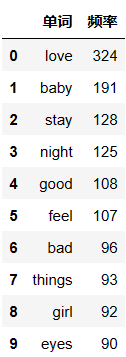 单词 频率
0 love 324
1 baby 191
2 stay 128
3 night 125
4 good 108
5 feel 107
6 bad 96
7 things 93
8 girl 92
9 eyes 90